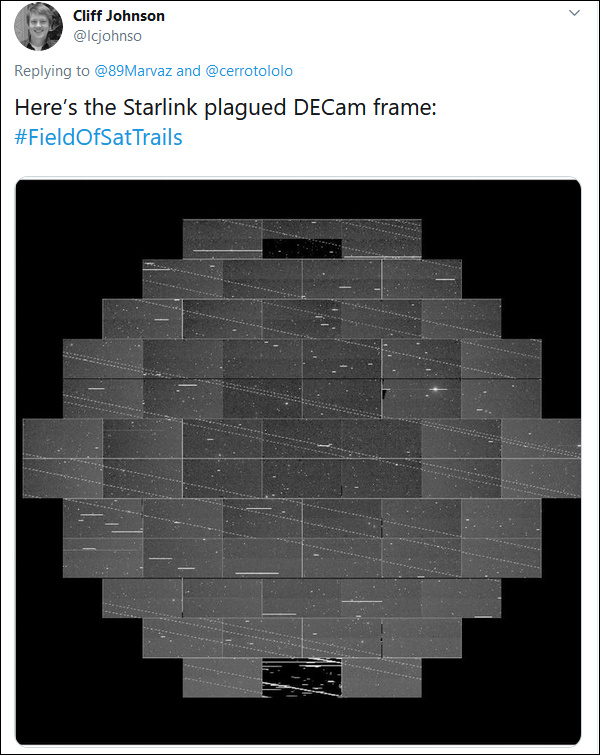 Cliff Johnson
@lcjohnso
Replying to @89Marvaz and @cerrotololo
Here’s the Starlink plagued DECam frame:
#FieldOfSatTrails